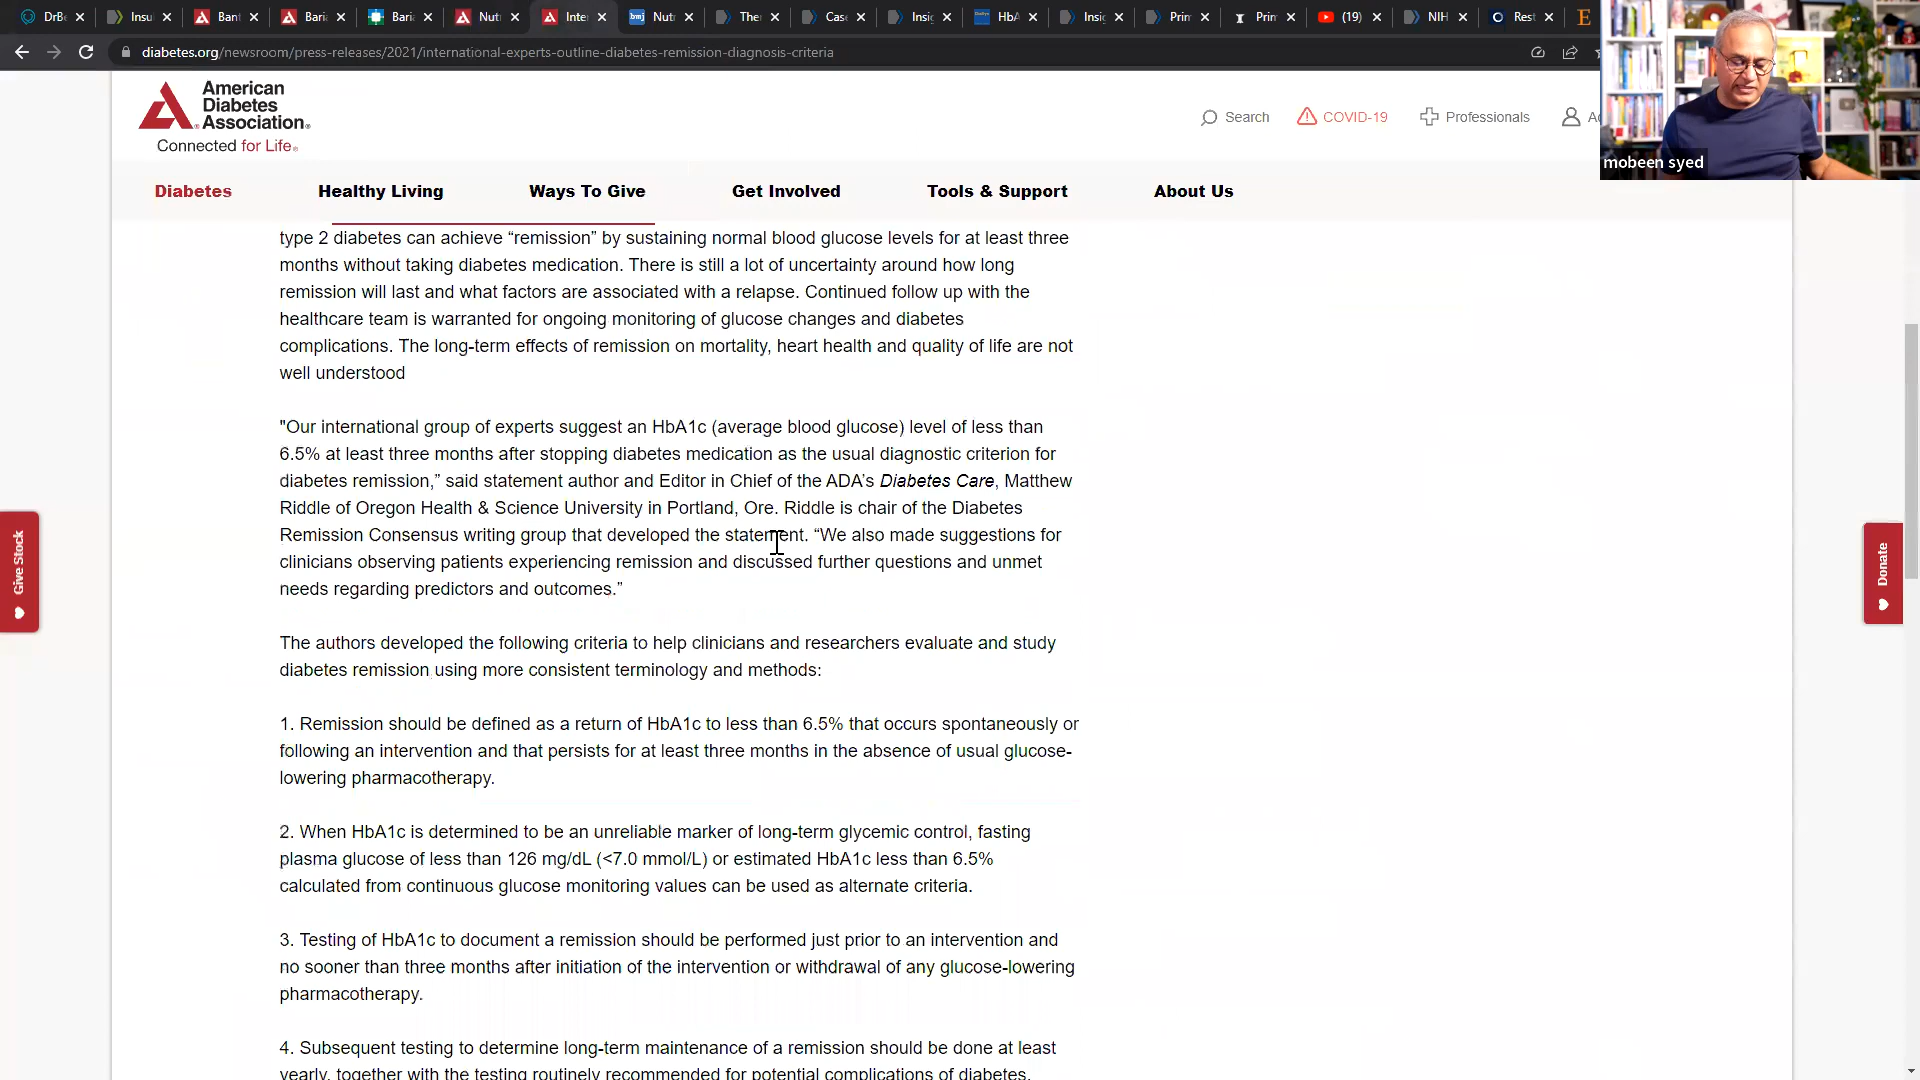 DrBe
Insu
Bant
Baria
Baria
Nutr
Inter
Nutr
Ther
Case
Insig
HbA
Insig
Prim
Prim
(19)
NIH
Rest
diabetes.org/newsroom/press-releases/2021/international-experts-outline-diabetes-remission-diagnosis-criteria
mobeen syed
American
Diabetes
Association®
Connected for Life®
Search
COVID-19
Professionals
Diabetes
Healthy Living
Ways To Give
Get Involved
Tools & Support
About Us
type 2 diabetes can achieve “remission” by sustaining normal blood glucose levels for at least three
months without taking diabetes medication. There is still a lot of uncertainty around how long
remission will last and what factors are associated with a relapse. Continued follow up with the
healthcare team is warranted for ongoing monitoring of glucose changes and diabetes
complications. The long-term effects of remission on mortality, heart health and quality of life are not
well understood
"Our international group of experts suggest an HbA1c (average blood glucose) level of less than
6.5% at least three months after stopping diabetes medication as the usual diagnostic criterion for
diabetes remission,” said statement author and Editor in Chief of the ADA’s Diabetes Care, Matthew
Riddle of Oregon Health & Science University in Portland, Ore. Riddle is chair of the Diabetes
Remission Consensus writing group that developed the statement. “We also made suggestions for
clinicians observing patients experiencing remission and discussed further questions and unmet
needs regarding predictors and outcomes.”
The authors developed the following criteria to help clinicians and researchers evaluate and study
diabetes remission using more consistent terminology and methods:
1. Remission should be defined as a return of HbA1c to less than 6.5% that occurs spontaneously or
following an intervention and that persists for at least three months in the absence of usual glucose-
lowering pharmacotherapy.
2. When HbA1c is determined to be an unreliable marker of long-term glycemic control, fasting
plasma glucose of less than 126 mg/dL (<7.0 mmol/L) or estimated HbA1c less than 6.5%
calculated from continuous glucose monitoring values can be used as alternate criteria.
3. Testing of HbA1c to document a remission should be performed just prior to an intervention and
no sooner than three months after initiation of the intervention or withdrawal of any glucose-lowering
pharmacotherapy.
4. Subsequent testing to determine long-term maintenance of a remission should be done at least
yearly, together with the testing routinely recommended for potential complications of diabetes.
Give Stock
Donate